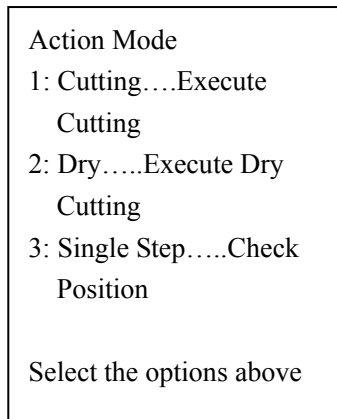 Action Mode
1: Cutting….Execute
Cutting
2: Dry…..Execute Dry
Cutting
3: Single Step…..Check
Position
Select the options above